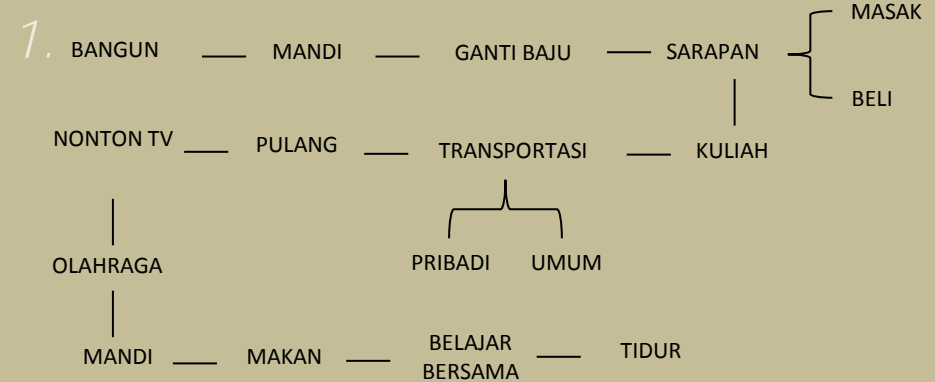 1. BANGUN MANDI GANTI BAJU SARAPAN
MASAK
BELI
NONTON TV PULANG TRANSPORTASI KULIAH
PRIBADI UMUM
OLAHRAGA
MANDI MAKAN BELAJAR
BERSAMA
TIDUR